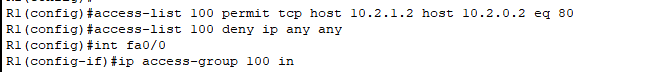 R1(config)#access-list 100 permit tcp host 10.2.1.2 host 10.2.0.2 eq 80
R1(config)#access-list 100 deny ip any any
R1(config)#int fa0/0
R1(config-if)#ip access-group 100 in